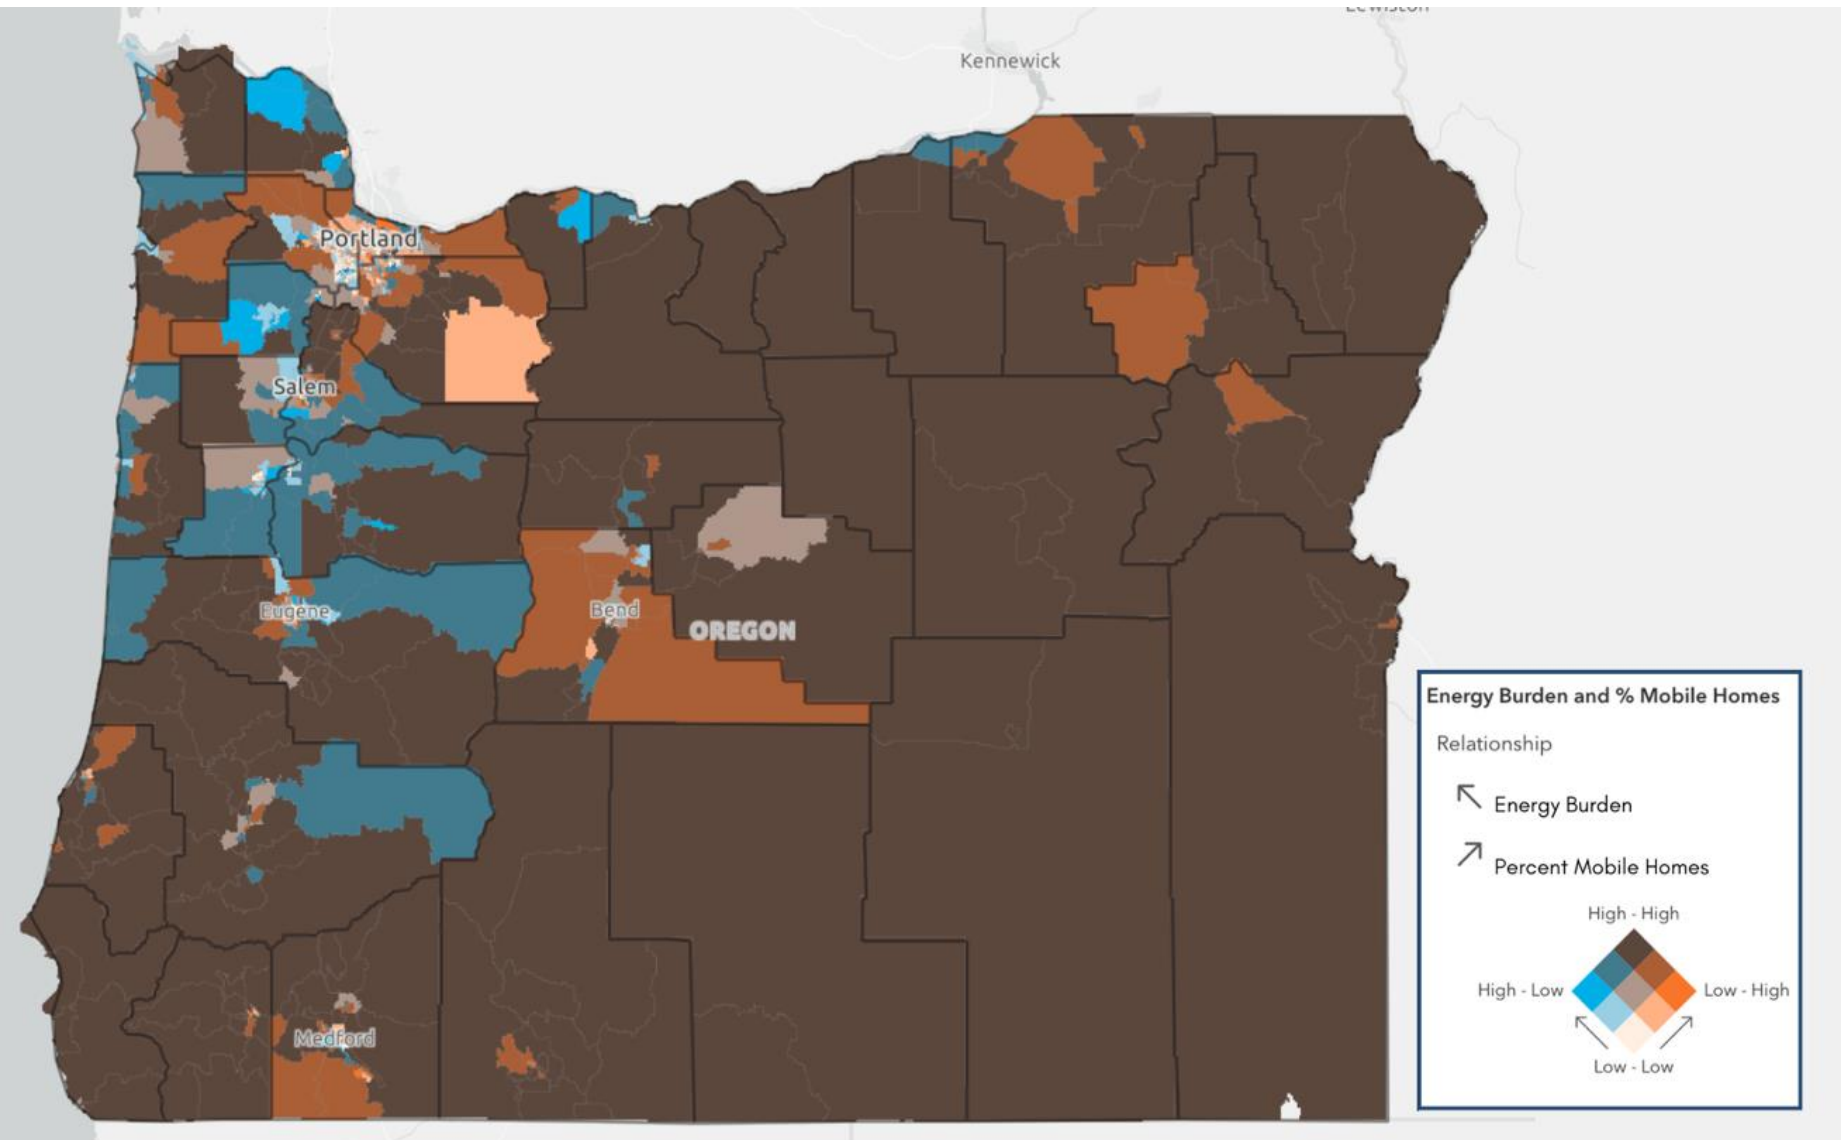 Kennewick
Portland
Salem
Eugene
Bend
OREGON
Medford
Energy Burden and % Mobile Homes
Relationship
Energy Burden
Percent Mobile Homes
High - High
High - Low
Low - High
Low - Low